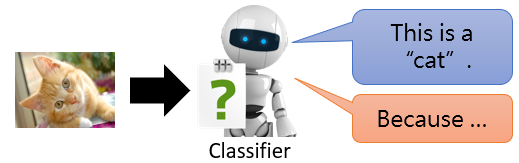 This is a
“cat”.
?
Because ...
Classifier